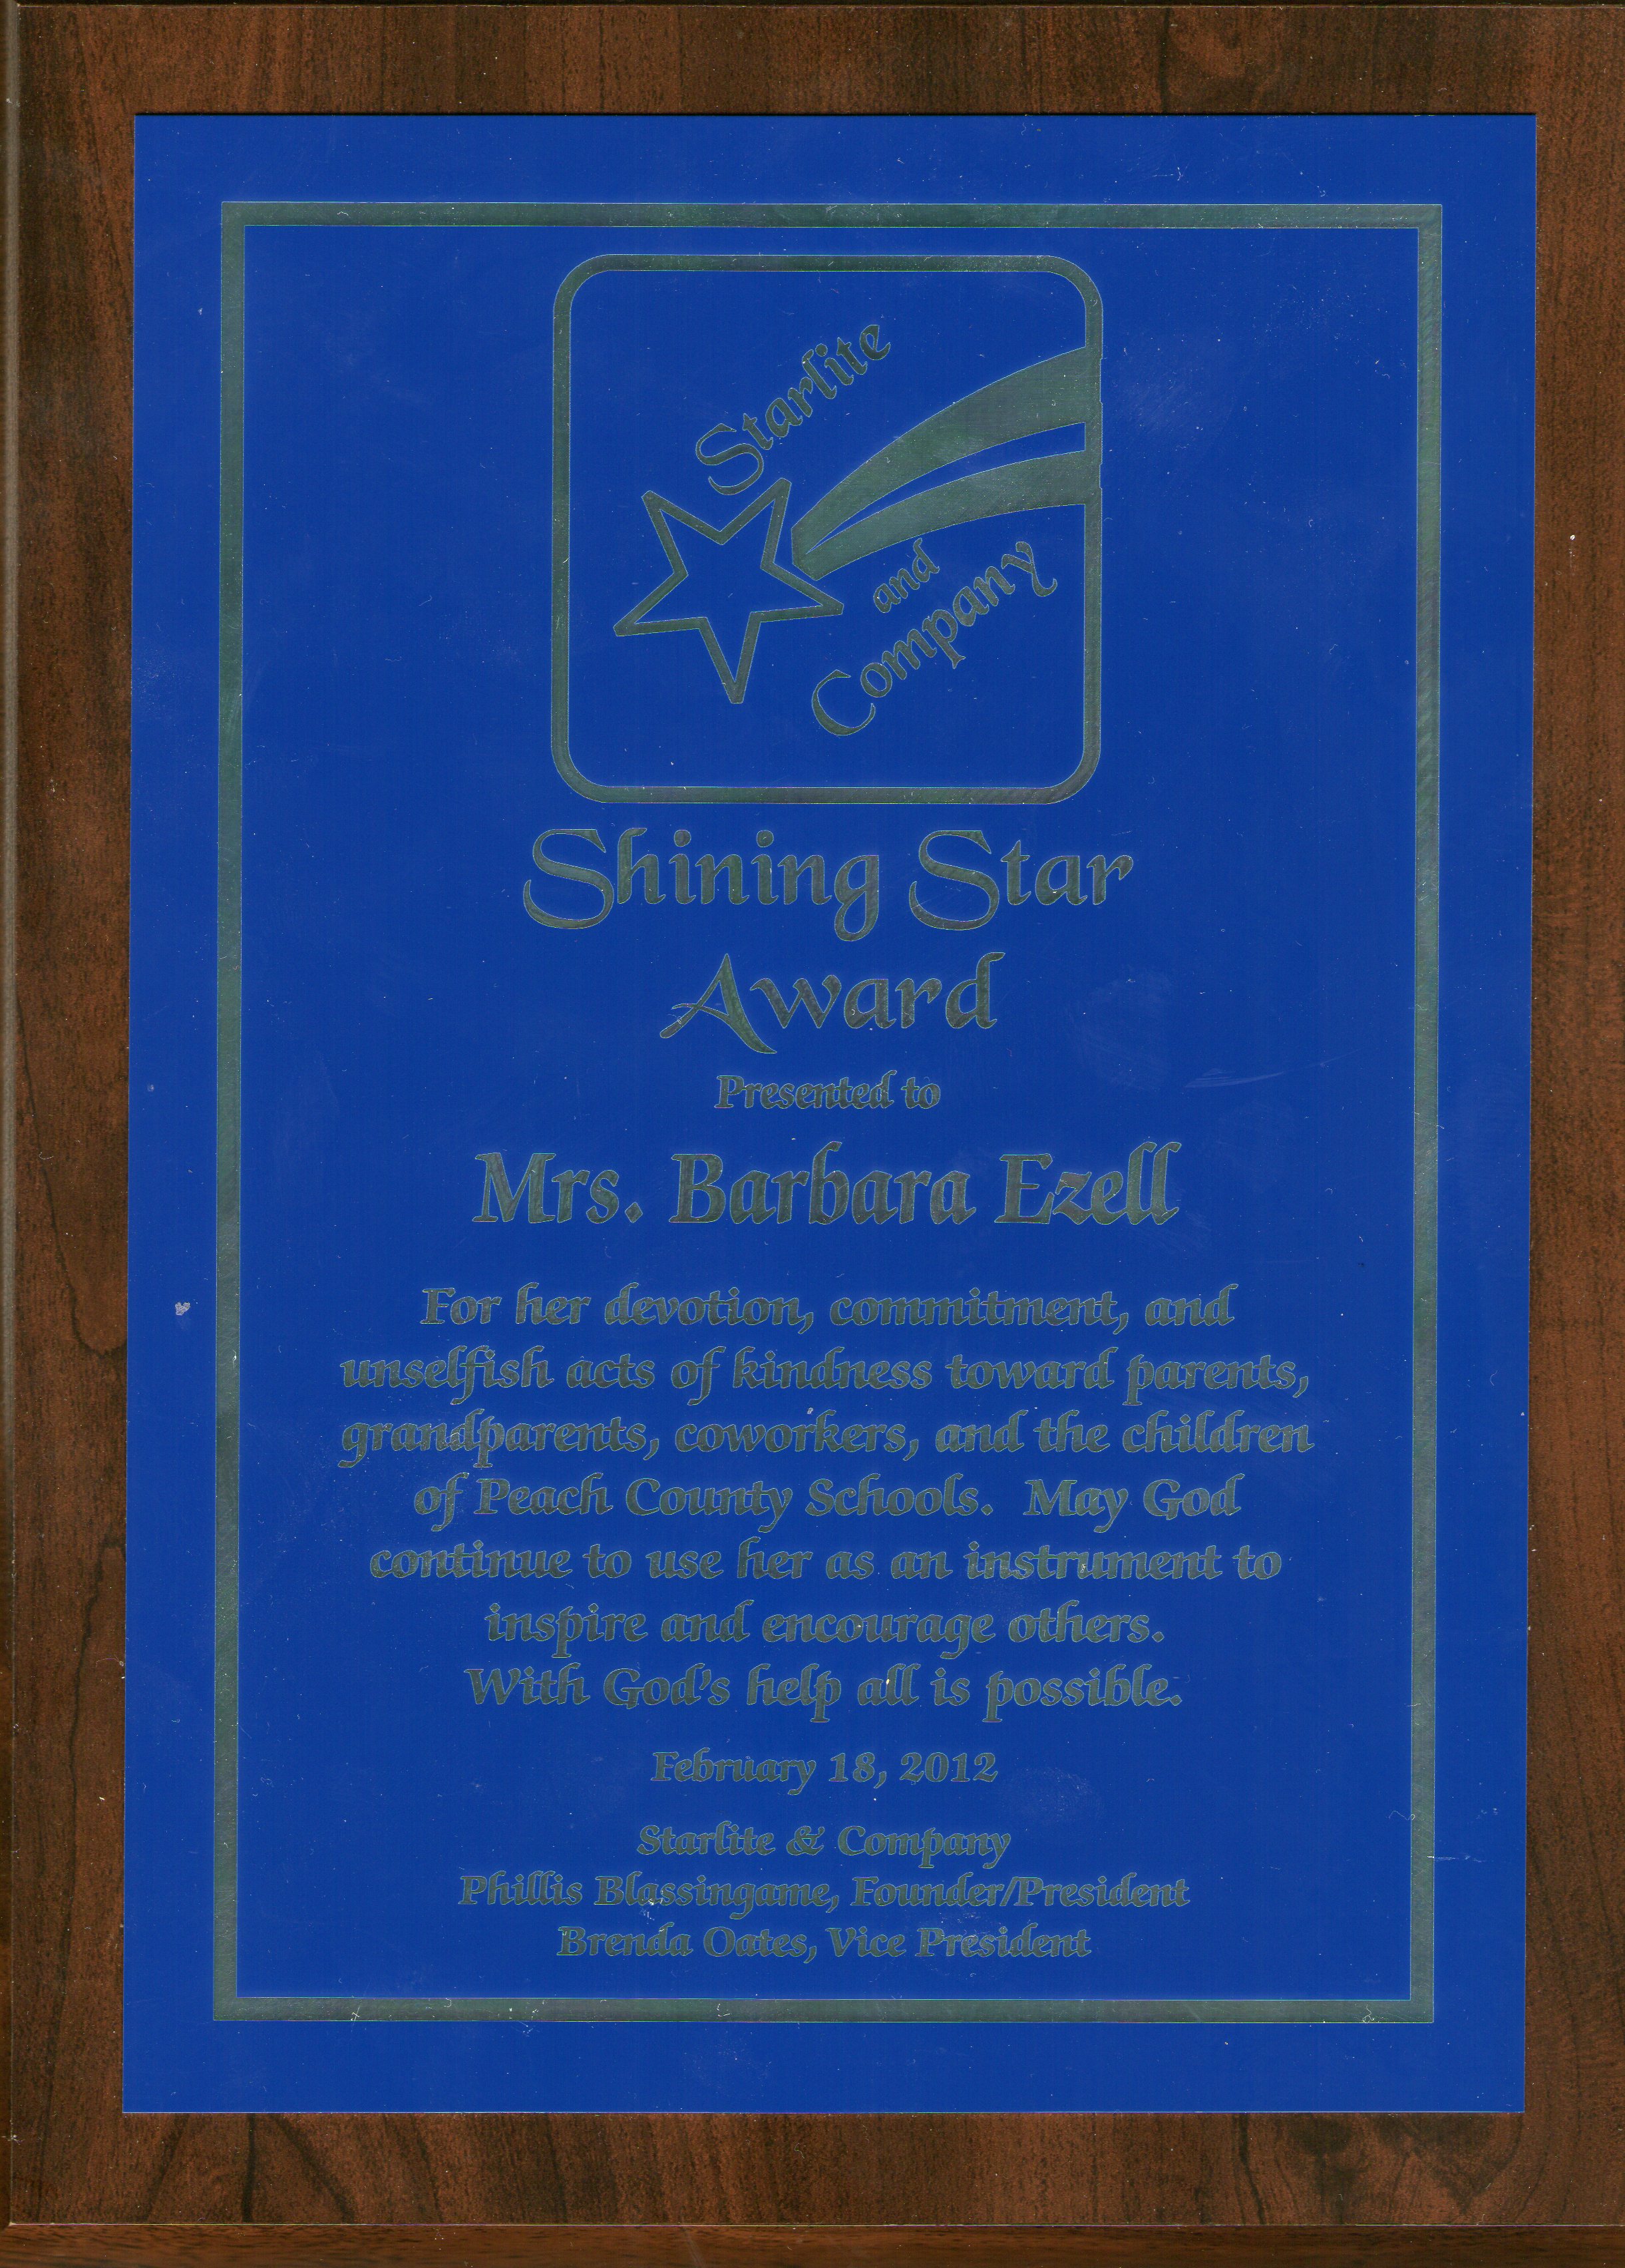 Starlite
and
Company
Shining Star
Award
Presented to
Mrs. Barbara Ezell
For her devotion, commitment, and
unselfish acts of kindness toward parents,
grandparents, coworkers, and the children
of Peach County Schools. May God
continue to use her as an instrument to
inspire and encourage others.
With God's help all is possible.
February 18, 2012
Starlite & Company
Phillis Blassingame, Founder/President
Brenda Oates, Vice President